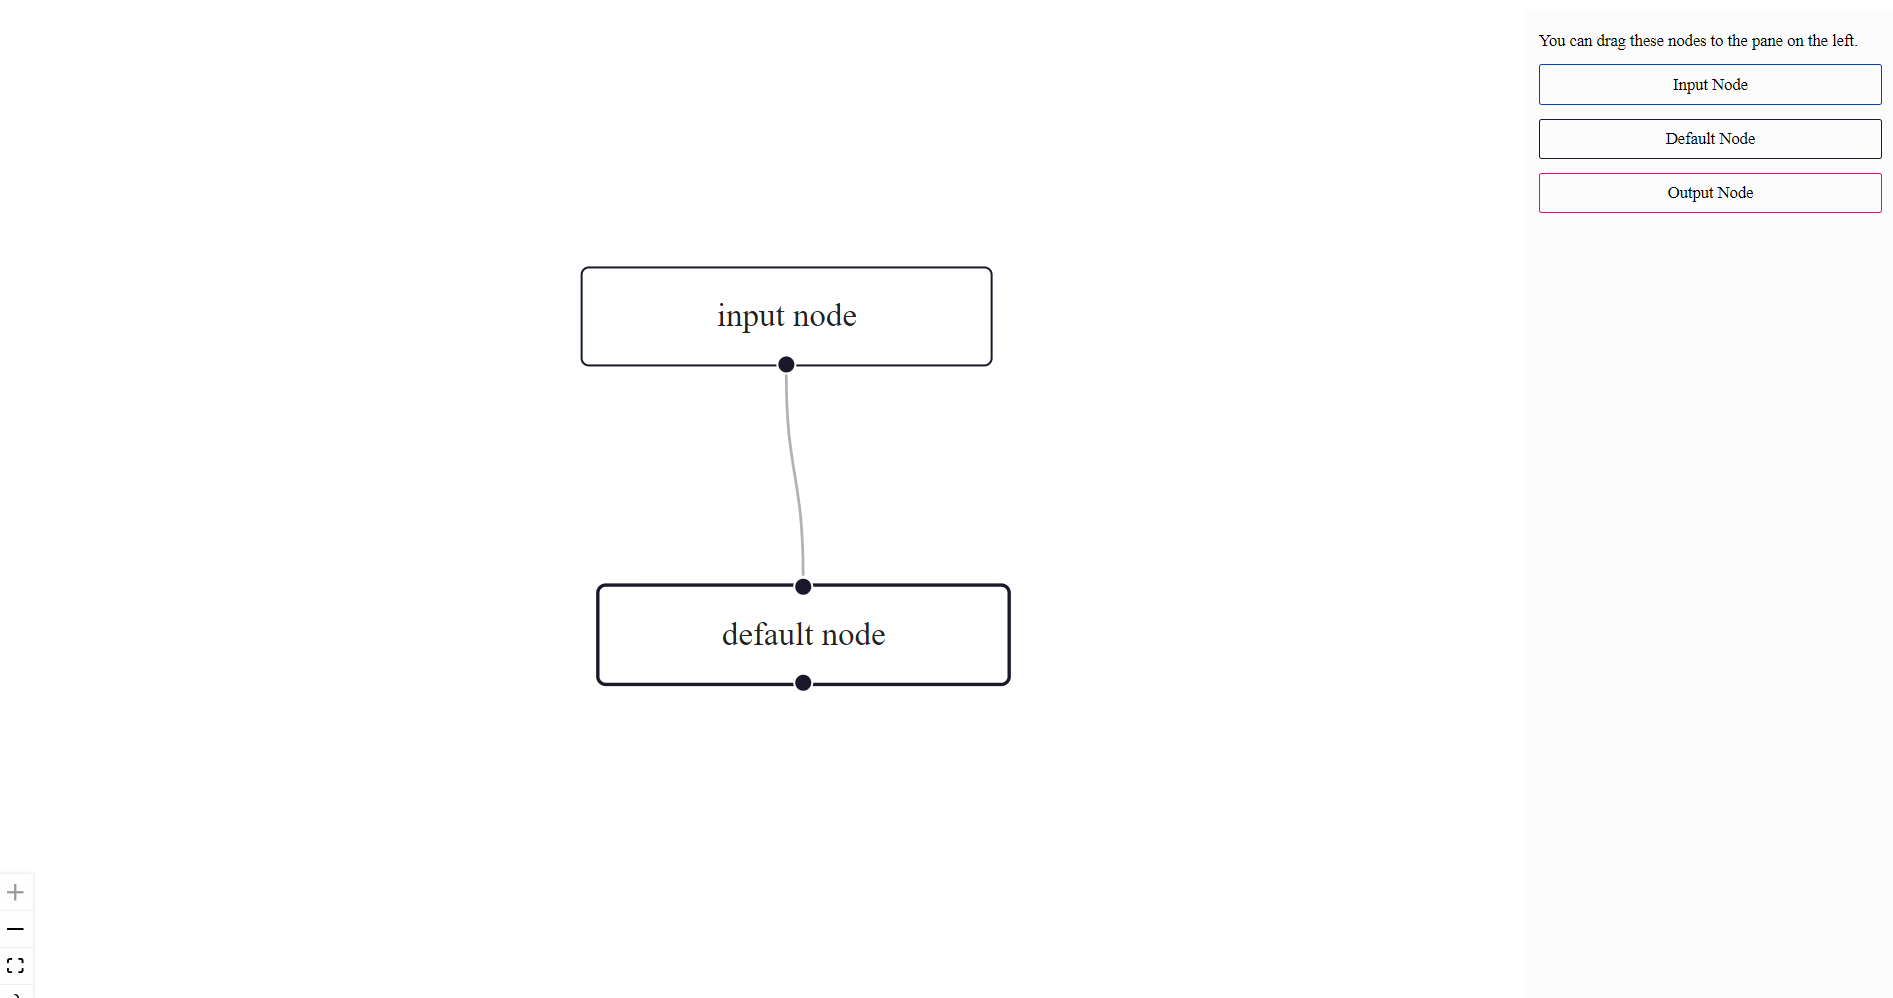 You can drag these nodes to the pane on the left.
Input Node
Default Node
Output Node
input node
default node